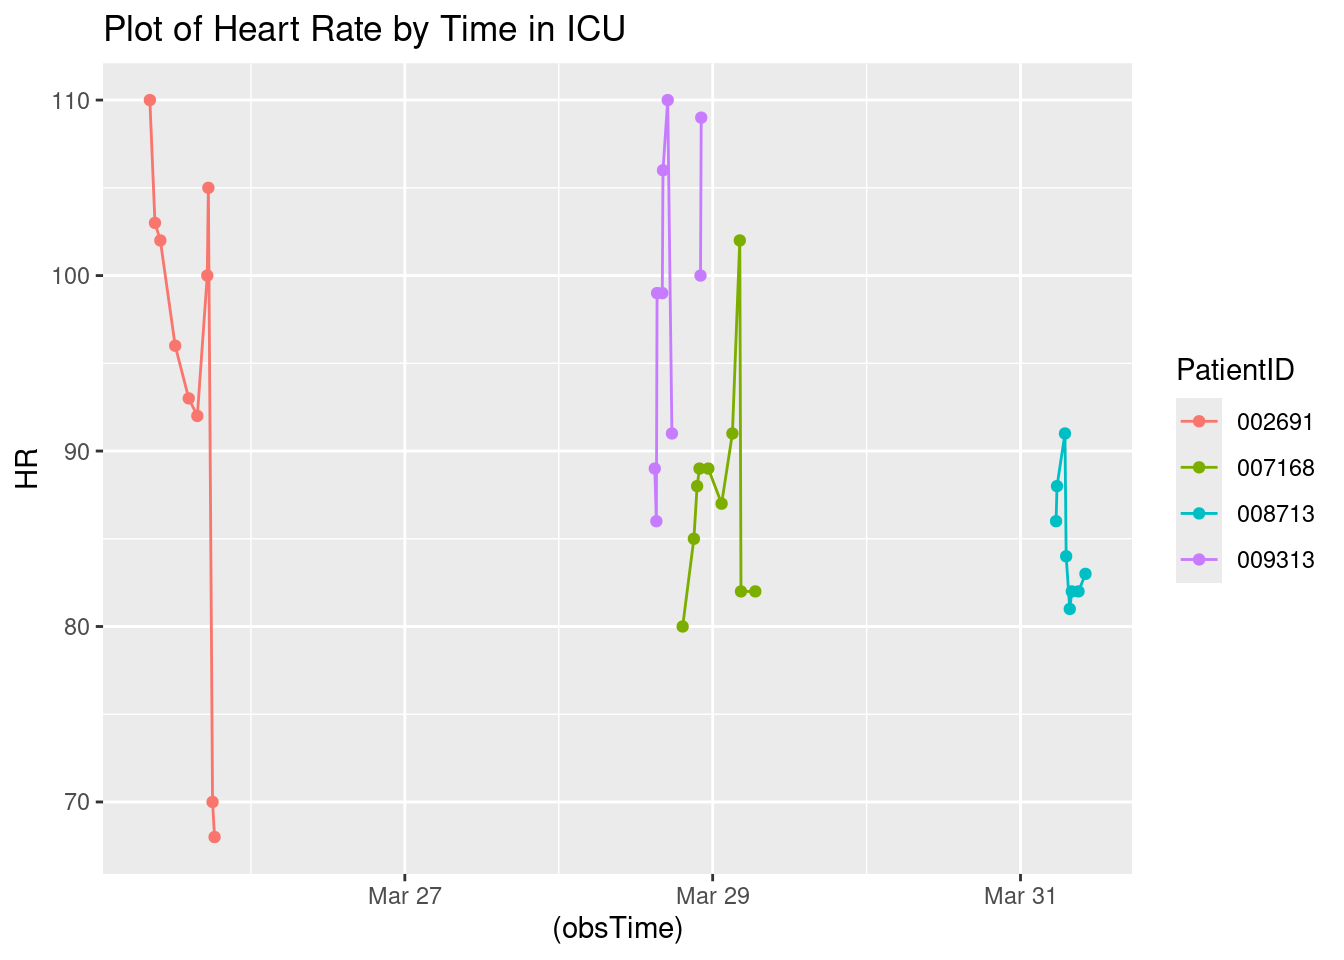 Plot of Heart Rate by Time in ICU
110
100
90
80
70
HR
Mar 27
Mar 29
Mar 31
(obsTime)
PatientID
002691
007168
008713
009313